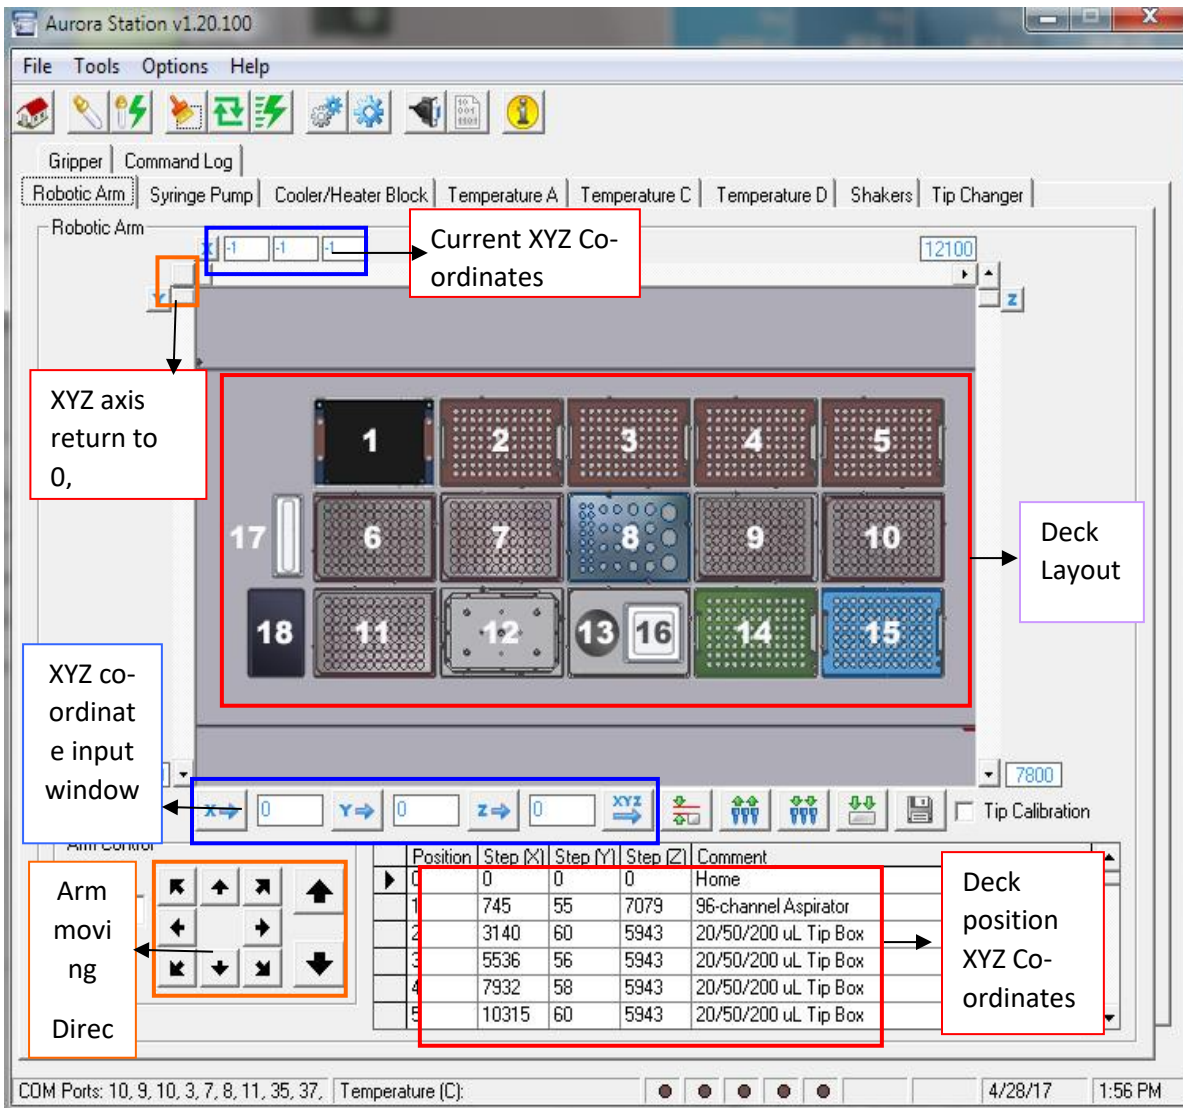 Aurora Station v1.20.100
File Tools Options Help
Gripper Command Log
Robotic Arm Syringe Pump Cooler/Heater Block Temperature A Temperature C Temperature D Shakers Tip Changer
Robotic Arm
X -1 -1 -1
Current XYZ Co-
ordinates
12100
Y
Z
XYZ axis
return to
0,
1 2 3 4 5
17 6 7 8 9 10
18 11 12 13 16 14 15
Deck
Layout
XYZ co-
ordinat
e input
window
7800
X 0 Y 0 Z 0 XYZ
Tip Calibration
Arm Control
Position Step (X) Step (Y) Step (Z) Comment
0 0 0 0 Home
1 745 55 7079 96-channel Aspirator
2 3140 60 5943 20/50/200 uL Tip Box
3 5536 56 5943 20/50/200 uL Tip Box
4 7932 58 5943 20/50/200 uL Tip Box
5 10315 60 5943 20/50/200 uL Tip Box
Arm
movi
ng
Direc
Deck
position
XYZ Co-
ordinates
COM Ports: 10, 9, 10, 3, 7, 8, 11, 35, 37, Temperature (C): 4/28/17 1:56 PM